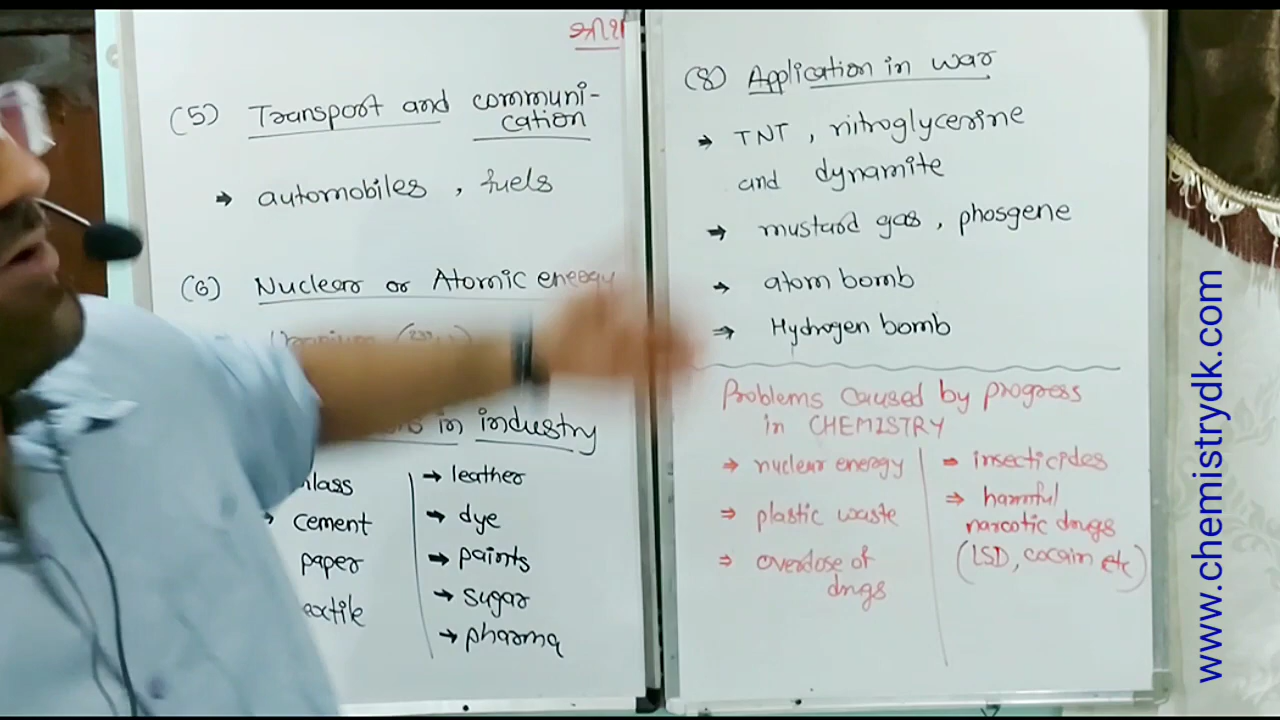 श्री
(5) Transport and communi-
cation
→ automobiles , fuels
(6) Nuclear or Atomic energy
in industry
cement
paper
→ leather
→ dye
→ paints
→ sugar
→ pharma
(8) Application in war
→ TNT , nitroglycerine
and dynamite
→ mustard gas , phosgene
→ atom bomb
⇒ Hydrogen bomb
Problems caused by progress
in CHEMISTRY
⇒ nuclear energy
⇒ plastic waste
⇒ overdose of
drugs
⇒ insecticides
⇒ harmful
narcotic drugs
(LSD, cocain etc)
www.chemistrydk.com